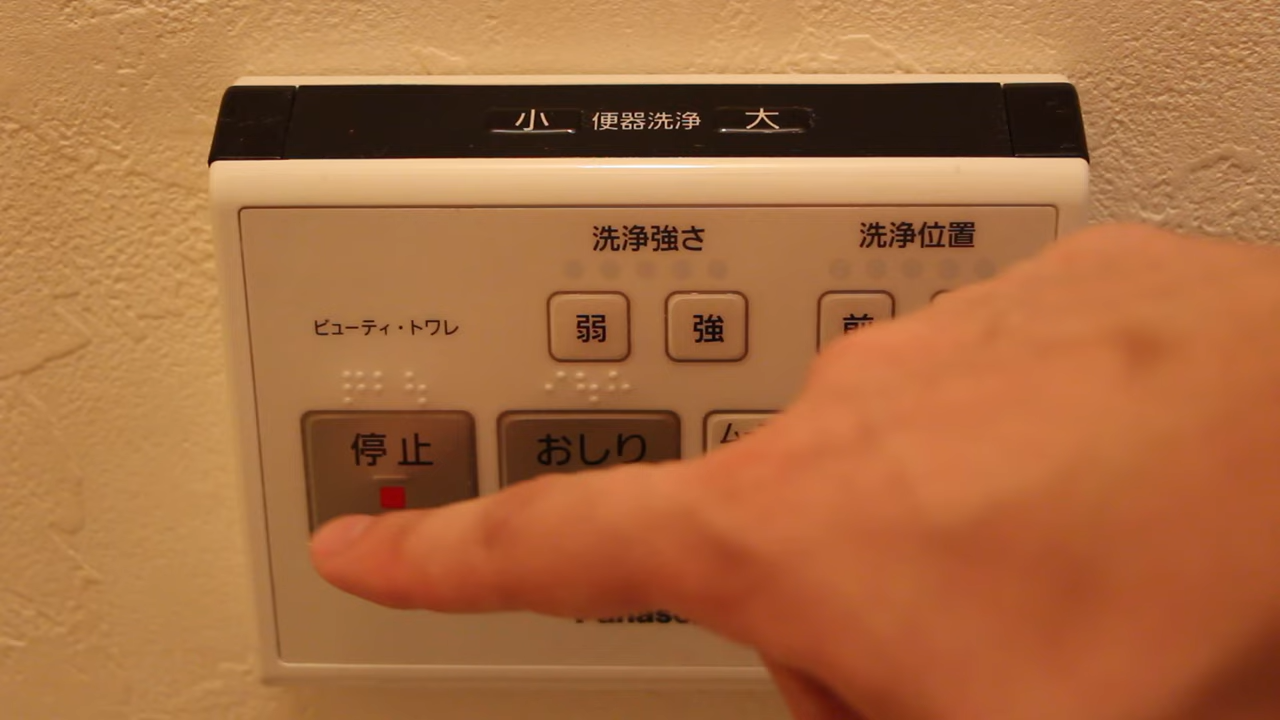 小 便器洗浄 大
洗浄強さ 洗浄位置
ビューティ・トワレ 弱 強 前
停止 おしり